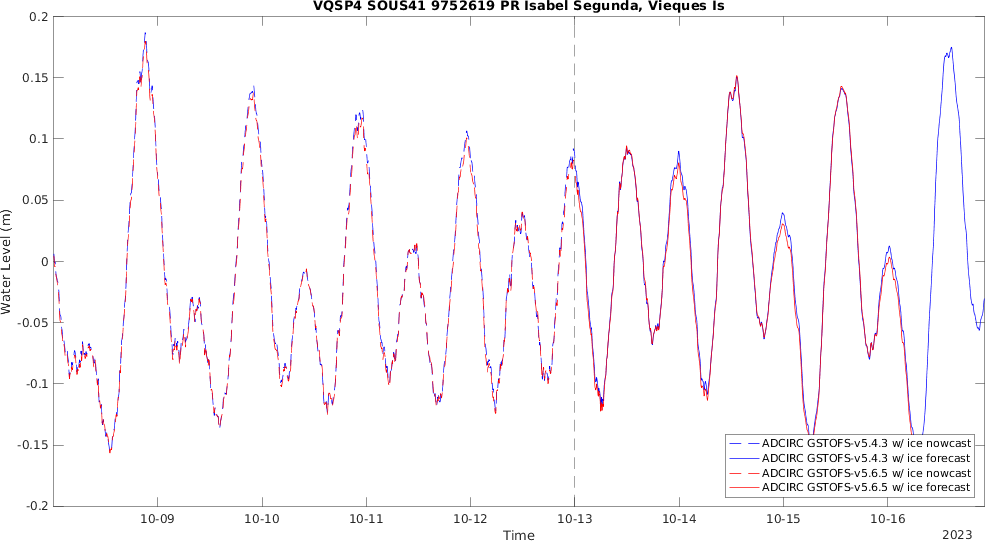 VQSP4 SOUS41 9752619 PR Isabel Segunda, Vieques Is
0.2
0.15
0.1
0.05
0
-0.05
-0.1
-0.15
-0.2
Water Level (m)
10-09 10-10 10-11 10-12 10-13 10-14 10-15 10-16
Time
2023
ADCIRC GSTOFS-v5.4.3 w/ ice nowcast
ADCIRC GSTOFS-v5.4.3 w/ ice forecast
ADCIRC GSTOFS-v5.6.5 w/ ice nowcast
ADCIRC GSTOFS-v5.6.5 w/ ice forecast